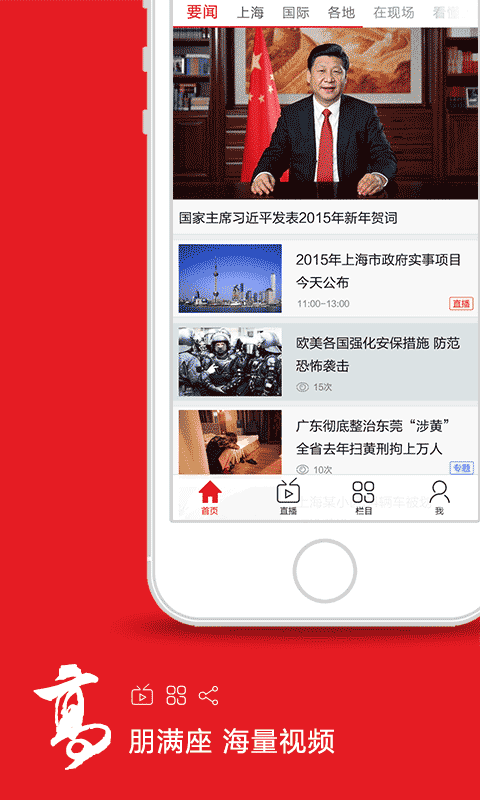 要闻 上海 国际 各地 在现场
国家主席习近平发表2015年新年贺词
2015年上海市政府实事项目
今天公布
11:00-13:00
直播
欧美各国强化安保措施 防范
恐怖袭击
15次
广东彻底整治东莞“涉黄”
全省去年扫黄刑拘上万人
10次
专题
首页 直播 栏目 我
高
朋满座 海量视频